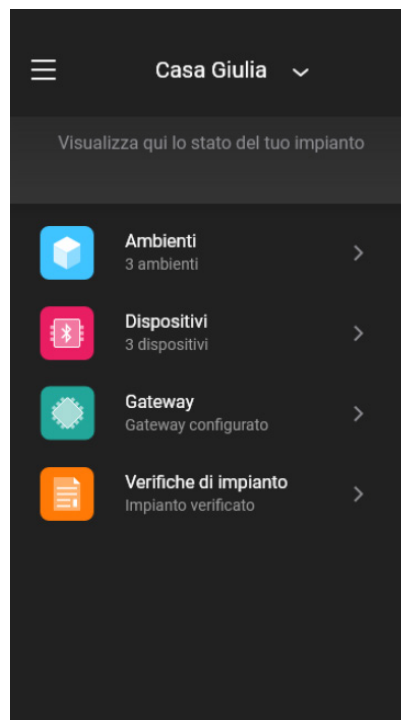 Casa Giulia
Visualizza qui lo stato del tuo impianto
Ambienti
3 ambienti
Dispositivi
3 dispositivi
Gateway
Gateway configurato
Verifiche di impianto
Impianto verificato